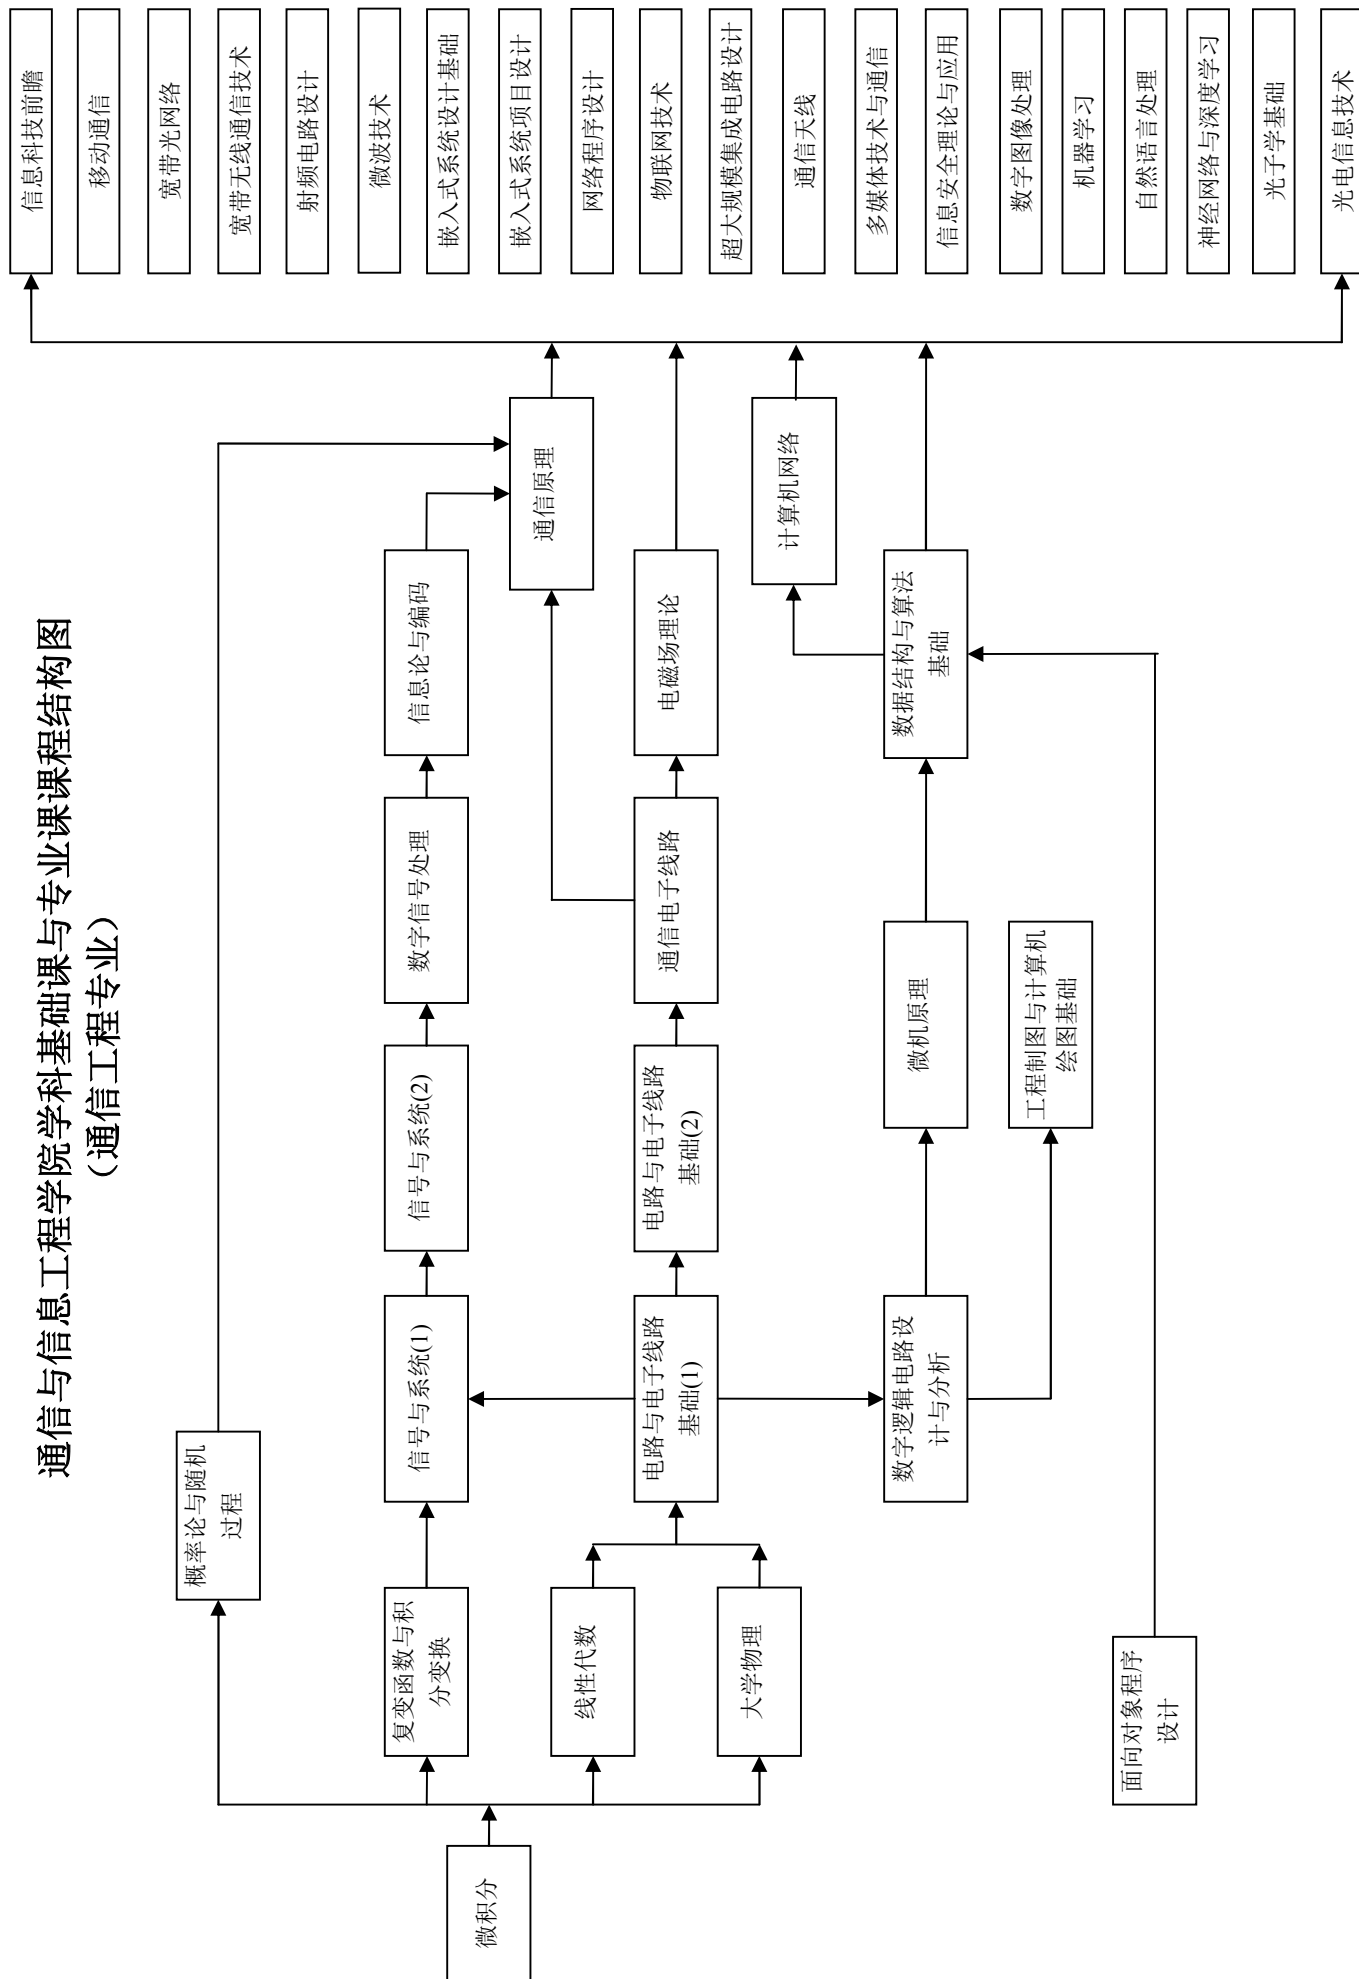 通信与信息工程学院学科基础课与专业课课程结构图
（通信工程专业）
微积分
概率论与随机
过程
复变函数与积
分变换
线性代数
大学物理
面向对象程序
设计
信号与系统(1)
电路与电子线路
基础(1)
数字逻辑电路设
计与分析
信号与系统(2)
电路与电子线路
基础(2)
微机原理
工程制图与计算机
绘图基础
数字信号处理
通信电子线路
信息论与编码
电磁场理论
数据结构与算法
基础
通信原理
计算机网络
信息科技前瞻
移动通信
宽带光网络
宽带无线通信技术
射频电路设计
微波技术
嵌入式系统设计基础
嵌入式系统项目设计
网络程序设计
物联网技术
超大规模集成电路设计
通信天线
多媒体技术与通信
信息安全理论与应用
数字图像处理
机器学习
自然语言处理
神经网络与深度学习
光子学基础
光电信息技术